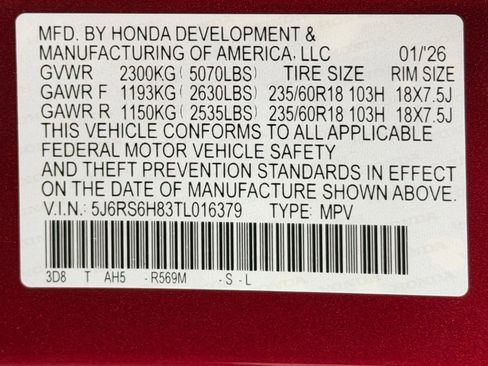 MFD. BY HONDA DEVELOPMENT &
MANUFACTURING OF AMERICA, LLC 01/'26
GVWR 2300KG ( 5070LBS) TIRE SIZE RIM SIZE
GAWR F 1193KG ( 2630LBS) 235/60R18 103H 18X7.5J
GAWR R 1150KG ( 2535LBS) 235/60R18 103H 18X7.5J
THIS VEHICLE CONFORMS TO ALL APPLICABLE
FEDERAL MOTOR VEHICLE SAFETY
AND THEFT PREVENTION STANDARDS IN EFFECT
ON THE DATE OF MANUFACTURE SHOWN ABOVE.
V.I.N.: 5J6RS6H83TL016379 TYPE: MPV
3D8 T AH5 -R569M -S-L